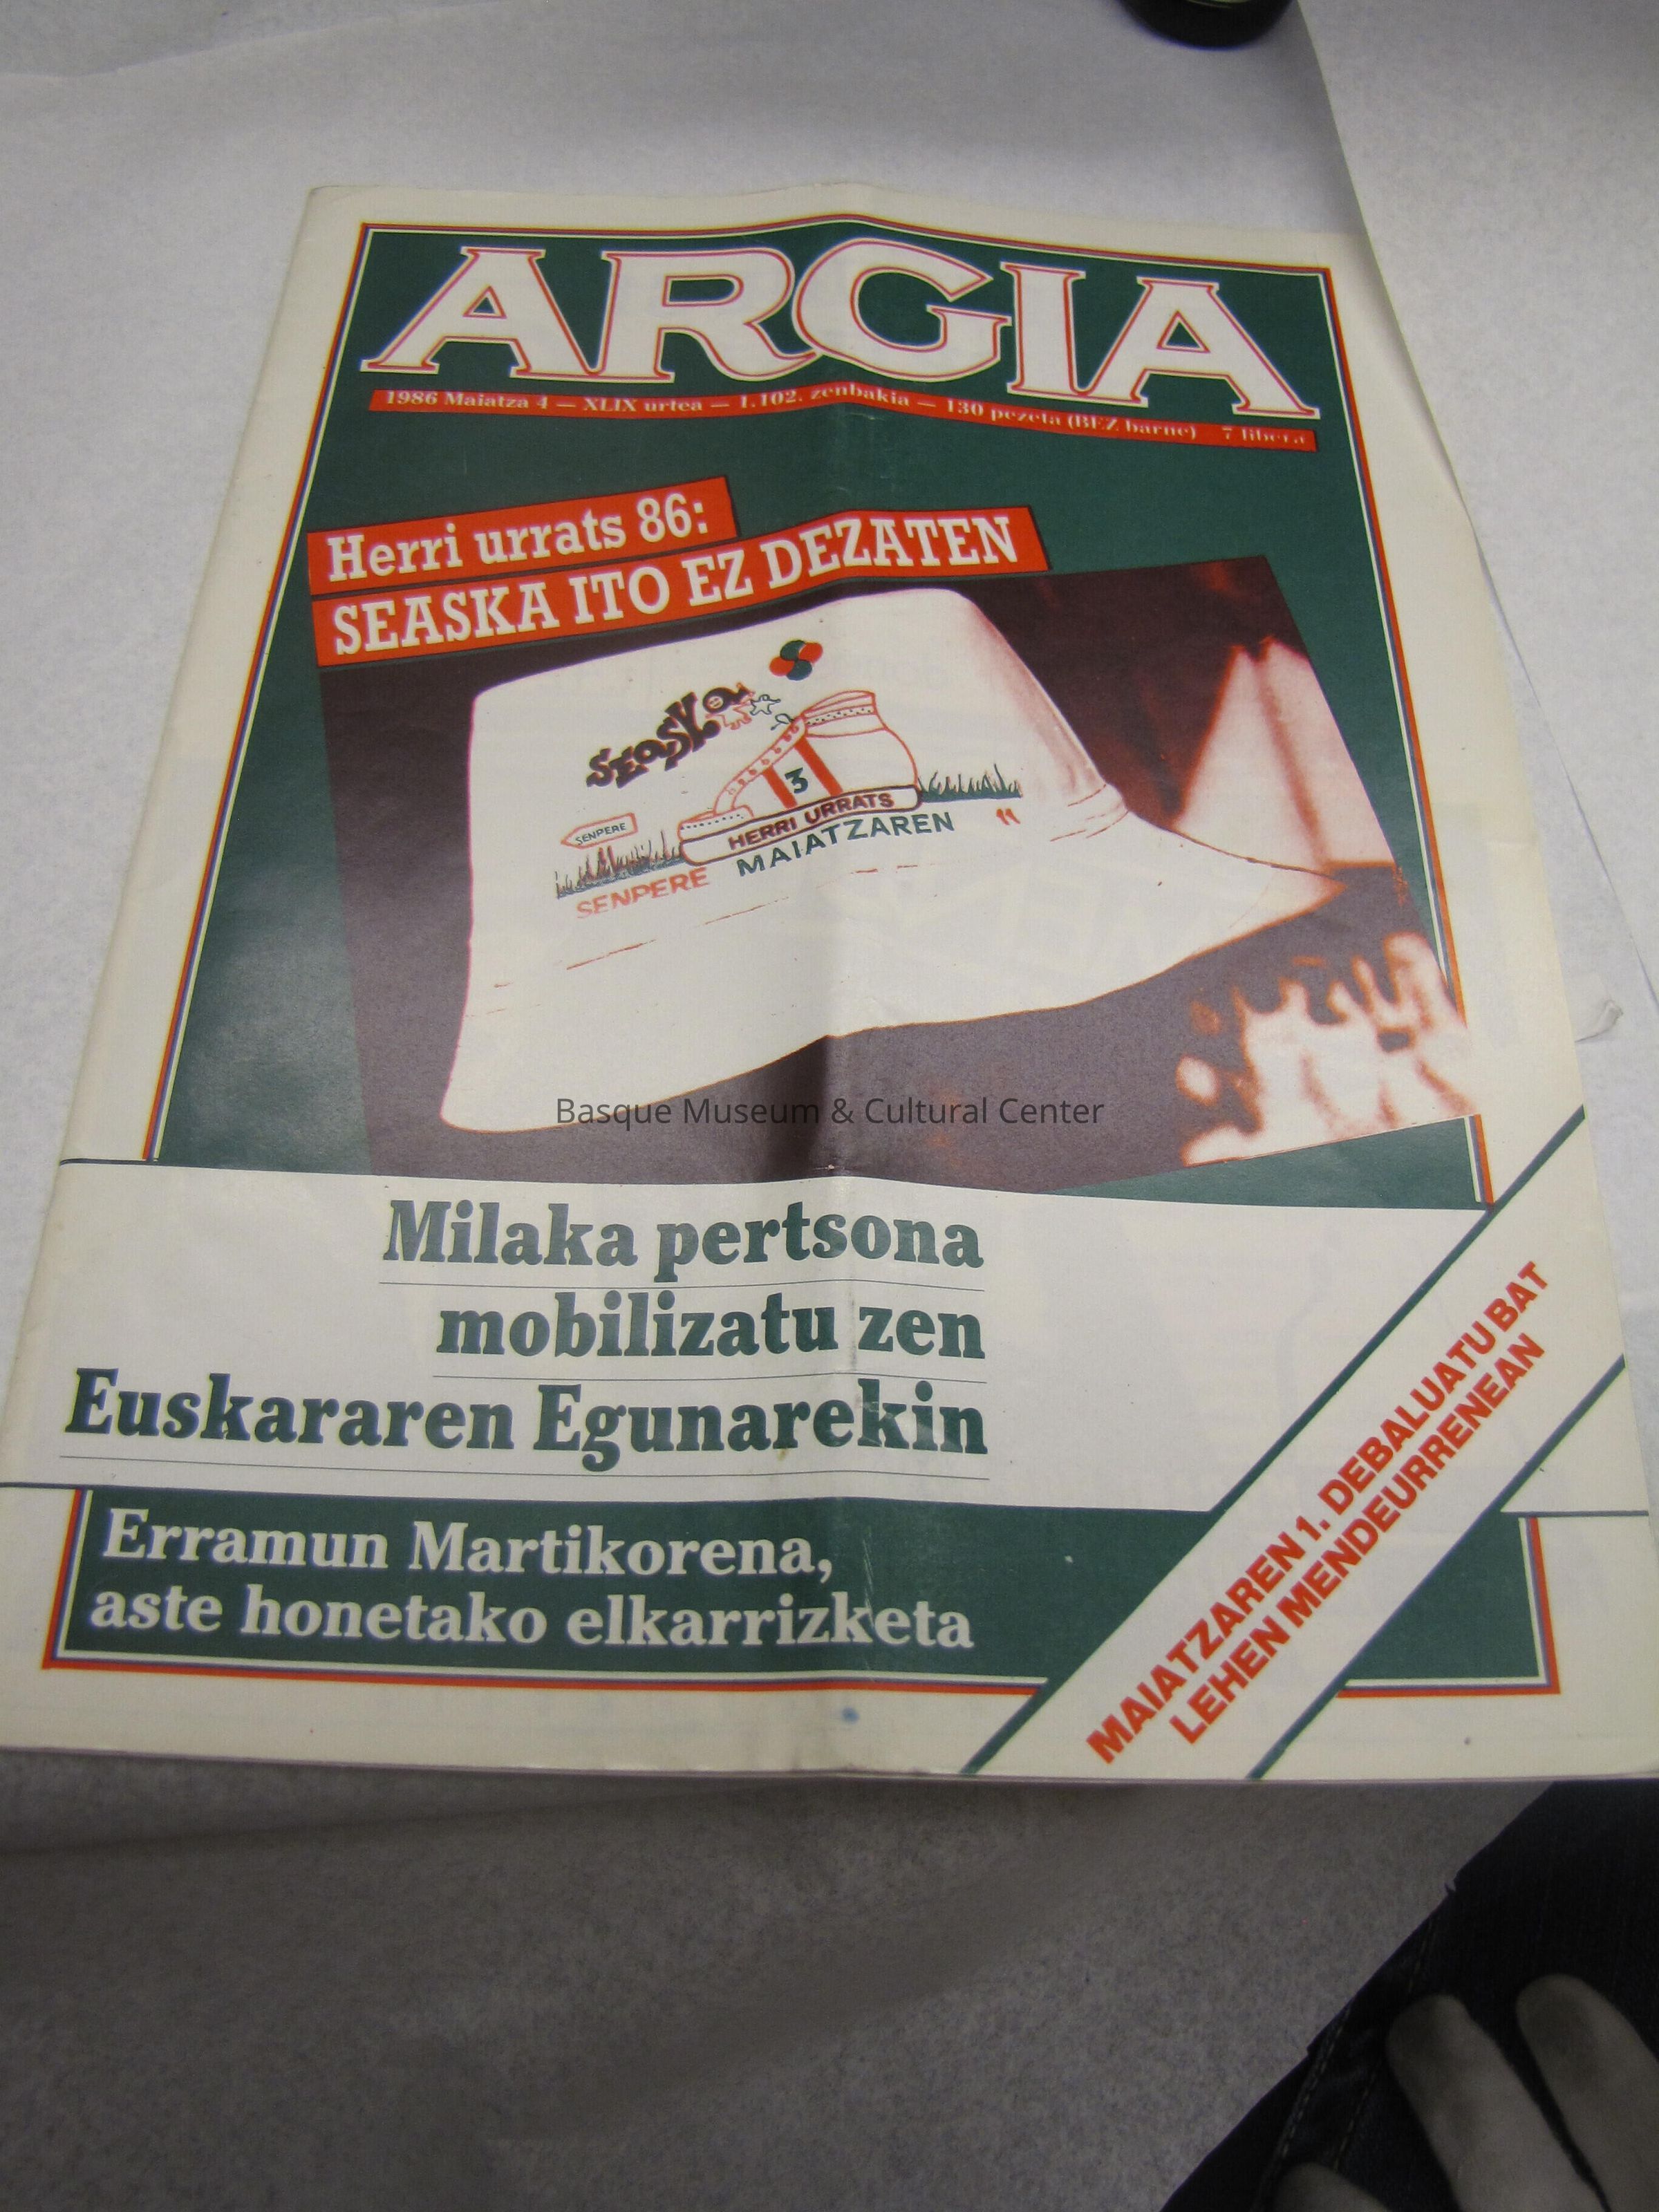 ARGIA
1986 Maiatza 4 — XLIX urtea — 1.102. zenbakia — 130 pezeta (BEZ barne) 7 libera
Herri urrats 86:
SEASKA ITO EZ DEZATEN
SEASKA
3
HERRI URRATS
SENPERE
SENPERE MAIATZAREN 11
Basque Museum & Cultural Center
Milaka pertsona
mobilizatu zen
Euskararen Egunarekin
Erramun Martikorena,
aste honetako elkarrizketa
MAIATZAREN 1. DEBALUATU BAT
LEHEN MENDEURRENEAN